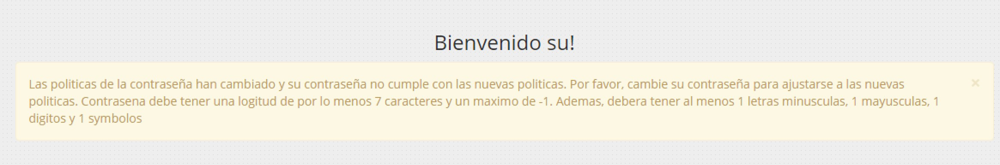 Bienvenido su!
Las politicas de la contraseña han cambiado y su contraseña no cumple con las nuevas politicas. Por favor, cambie su contraseña para ajustarse a las nuevas
politicas. Contrasena debe tener una logitud de por lo menos 7 caracteres y un maximo de -1. Ademas, debera tener al menos 1 letras minusculas, 1 mayusculas, 1
digitos y 1 symbolos